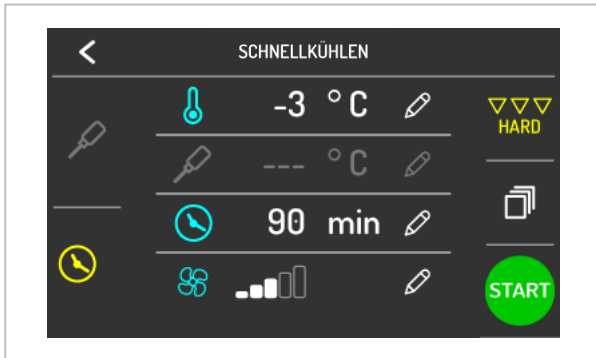 SCHNELLKÜHLEN
-3 °C
HARD
--- °C
90 min
START